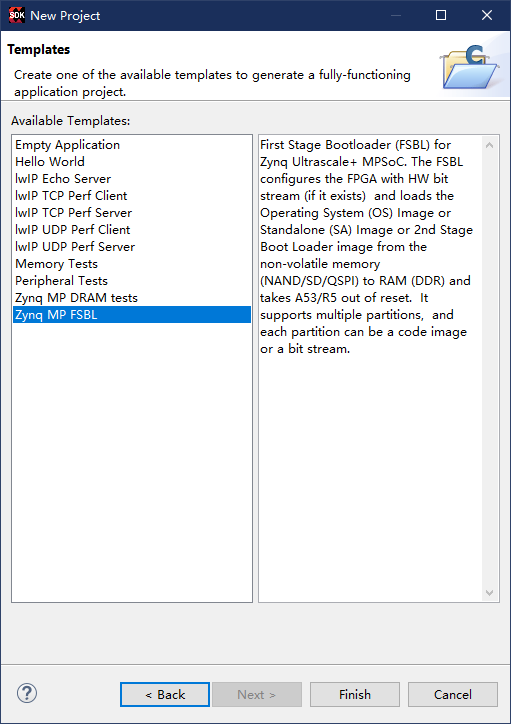 SDK New Project
Templates
Create one of the available templates to generate a fully-functioning
application project.
Available Templates:
Empty Application
Hello World
lwIP Echo Server
lwIP TCP Perf Client
lwIP TCP Perf Server
lwIP UDP Perf Client
lwIP UDP Perf Server
Memory Tests
Peripheral Tests
Zynq MP DRAM tests
Zynq MP FSBL
First Stage Bootloader (FSBL) for
Zynq Ultrascale+ MPSoC. The FSBL
configures the FPGA with HW bit
stream (if it exists)  and loads the
Operating System (OS) Image or
Standalone (SA) Image or 2nd Stage
Boot Loader image from the
non-volatile memory
(NAND/SD/QSPI) to RAM (DDR) and
takes A53/R5 out of reset.  It
supports multiple partitions,  and
each partition can be a code image
or a bit stream.
? < Back Next > Finish Cancel